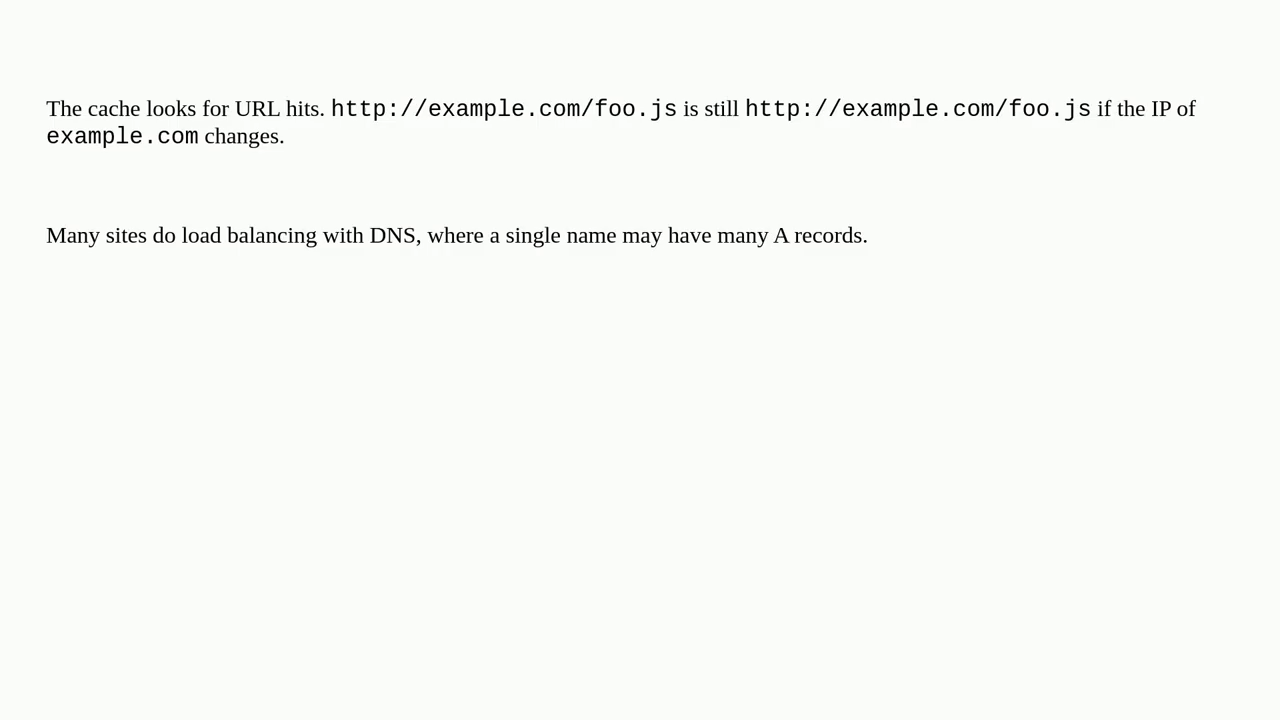 The cache looks for URL hits. http://example.com/foo.js is still http://example.com/foo.js if the IP of
example.com changes.
Many sites do load balancing with DNS, where a single name may have many A records.